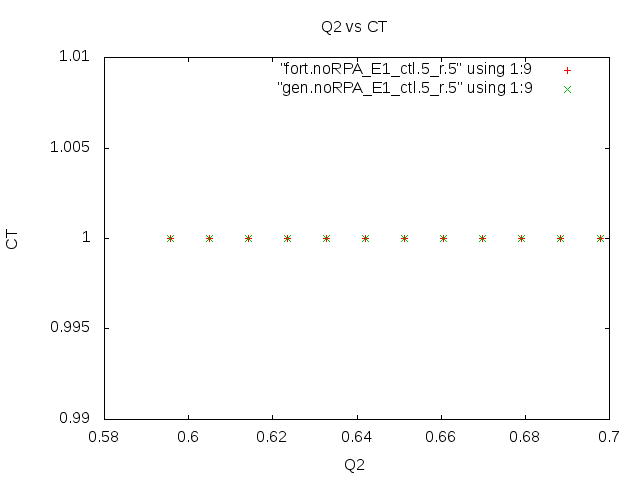 Q2 vs CT
1.01
"fort.noRPA_E1_ctl.5_r.5" using 1:9
"gen.noRPA_E1_ctl.5_r.5" using 1:9
1.005
1
CT
0.995
0.99
0.58 0.6 0.62 0.64 0.66 0.68 0.7
Q2